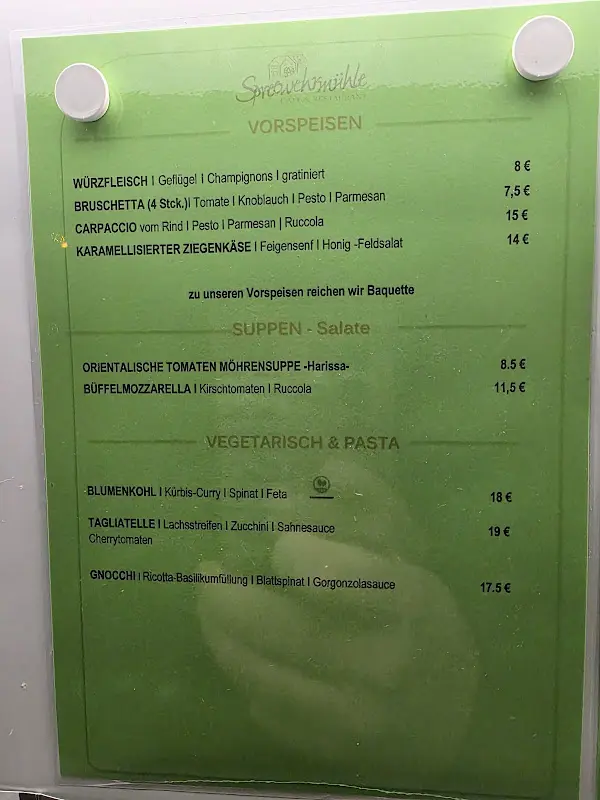 Spreewehrmühle
VORSPEISEN
WÜRZFLEISCH I Geflügel I Champignons I gratiniert 8 €
BRUSCHETTA (4 Stck.)I Tomate I Knoblauch I Pesto I Parmesan 7,5 €
CARPACCIO vom Rind I Pesto I Parmesan | Ruccola 15 €
KARAMELLISIERTER ZIEGENKÄSE I Feigensenf I Honig -Feldsalat 14 €
zu unseren Vorspeisen reichen wir Baquette
SUPPEN - Salate
ORIENTALISCHE TOMATEN MÖHRENSUPPE -Harissa- 8.5 €
BÜFFELMOZZARELLA I Kirschtomaten I Ruccola 11,5 €
VEGETARISCH & PASTA
BLUMENKOHL I Kürbis-Curry I Spinat I Feta 18 €
TAGLIATELLE I Lachsstreifen I Zucchini I Sahnesauce 19 €
Cherrytomaten
GNOCCHI I Ricotta-Basilikumfüllung I Blattspinat I Gorgonzolasauce 17.5 €